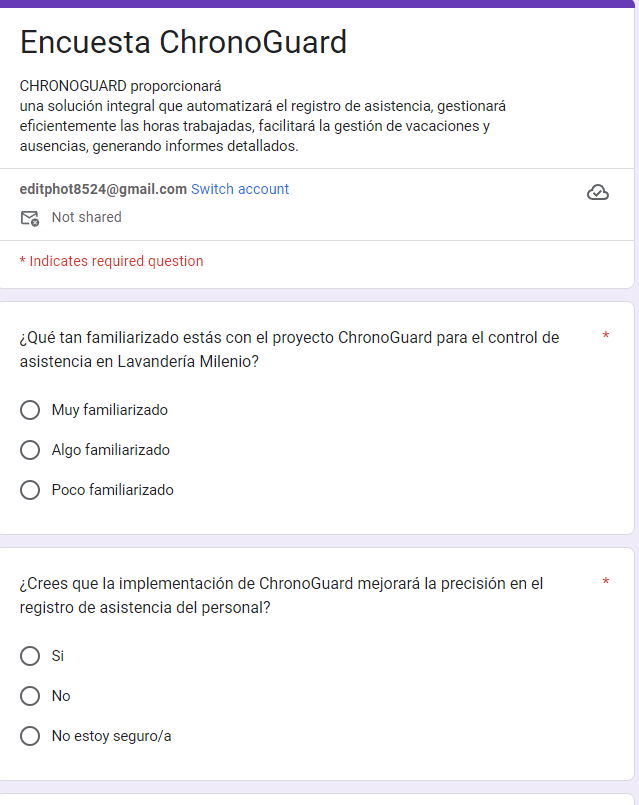 Encuesta ChronoGuard
CHRONOGUARD proporcionará
una solución integral que automatizará el registro de asistencia, gestionará
eficientemente las horas trabajadas, facilitará la gestión de vacaciones y
ausencias, generando informes detallados.
editphot8524@gmail.com Switch account
Not shared
* Indicates required question
¿Qué tan familiarizado estás con el proyecto ChronoGuard para el control de *
asistencia en Lavandería Milenio?
Muy familiarizado
Algo familiarizado
Poco familiarizado
¿Crees que la implementación de ChronoGuard mejorará la precisión en el *
registro de asistencia del personal?
Si
No
No estoy seguro/a